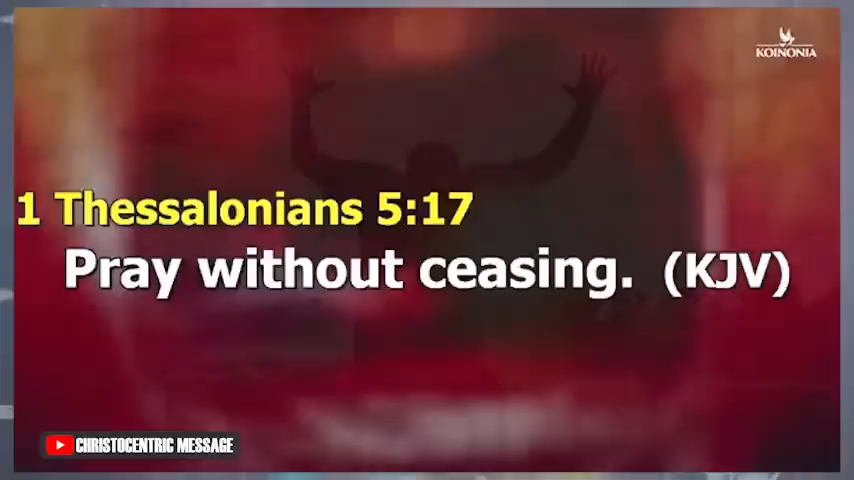 KOINONIA
1 Thessalonians 5:17
Pray without ceasing. (KJV)
CHRISTOCENTRIC MESSAGE